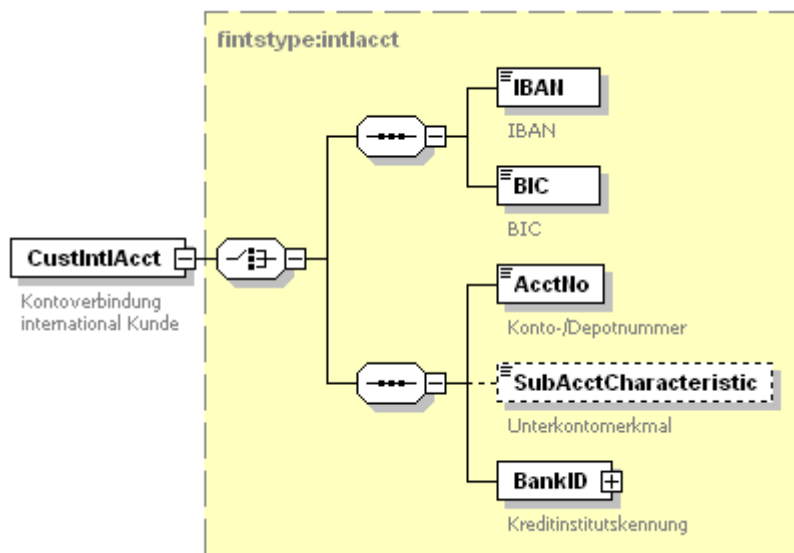 fintstype:intlacct
IBAN
IBAN
BIC
BIC
CustIntlAcct
Kontoverbindung
international Kunde
AcctNo
Konto-/Depotnummer
SubAcctCharacteristic
Unterkontomerkmal
BankID
Kreditinstitutskennung